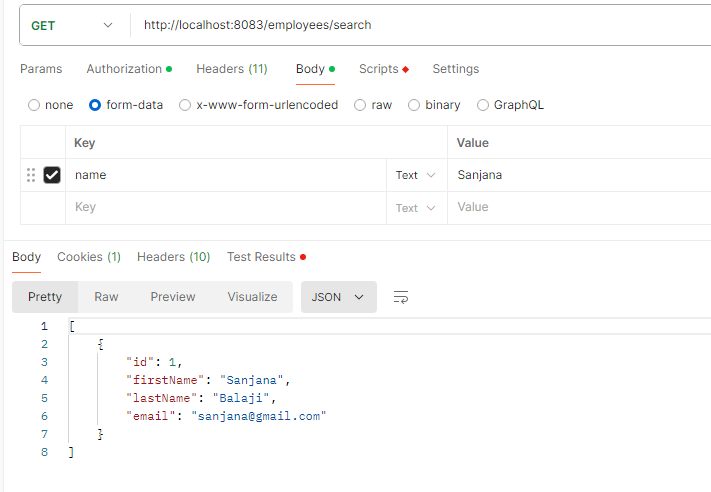 GET http://localhost:8083/employees/search
Params Authorization Headers (11) Body Scripts Settings
none form-data x-www-form-urlencoded raw binary GraphQL
Key Value
name Text Sanjana
Key Text Value
Body Cookies (1) Headers (10) Test Results
Pretty Raw Preview Visualize JSON
1 [
2 {
3 "id": 1,
4 "firstName": "Sanjana",
5 "lastName": "Balaji",
6 "email": "sanjana@gmail.com"
7 }
8 ]